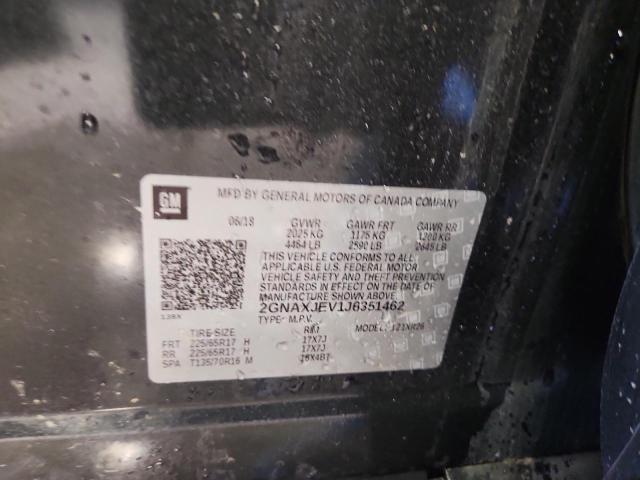 GM
MFD BY GENERAL MOTORS OF CANADA COMPANY
06/18 GVWR GAWR FRT GAWR RR
2025 KG 1175 KG 1200 KG
4464 LB 2590 LB 2645 LB
THIS VEHICLE CONFORMS TO ALL
APPLICABLE U.S. FEDERAL MOTOR
VEHICLE SAFETY AND THEFT PREVENTION
STANDARDS IN EFFECT ON THE DATE OF
MANUFACTURE SHOWN ABOVE.
2GNAXJEV1J6351462
TYPE: M.P.V. MODEL: 1ZXR26
TIRE SIZE RIM
FRT 225/65R17 H 17X7J
RR 225/65R17 H 17X7J
SPA T135/70R16 M 16X4BT